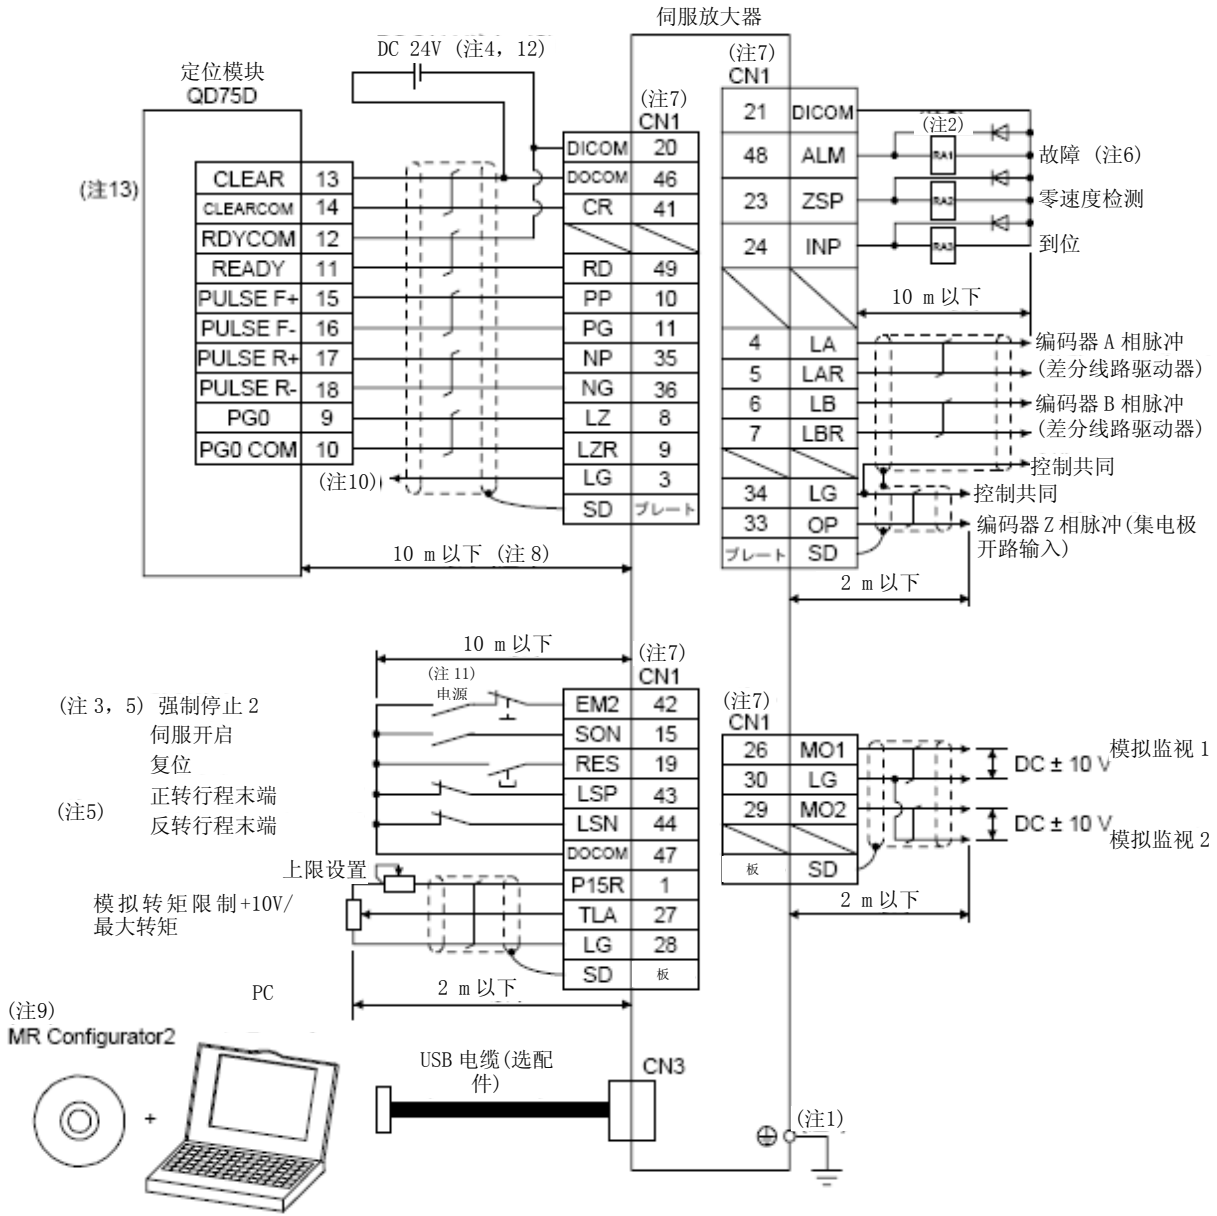 伺服放大器
DC 24V (注4, 12)
定位模块
QD75D
(注13)
CLEAR 13
CLEARCOM 14
RDYCOM 12
READY 11
PULSE F+ 15
PULSE F- 16
PULSE R+ 17
PULSE R- 18
PG0 9
PG0 COM 10
(注10)
(注7)
CN1
DICOM 20
DOCOM 46
CR 41
RD 49
PP 10
PG 11
NP 35
NG 36
LZ 8
LZR 9
LG 3
SD プレート
10 m以下 (注8)
(注7)
CN1
21 DICOM
48 ALM
23 ZSP
24 INP
4 LA
5 LAR
6 LB
7 LBR
34 LG
33 OP
プレート SD
(注2)
RA1
RA2
RA3
故障 (注6)
零速度检测
到位
10 m以下
编码器 A 相脉冲
(差分线路驱动器)
编码器 B 相脉冲
(差分线路驱动器)
控制共同
控制共同
编码器 Z 相脉冲(集电极
开路输入)
2 m以下
10 m以下
(注7)
CN1
(注 11)
电源
(注 3, 5) 强制停止 2
伺服开启
复位
(注5)
正转行程末端
反转行程末端
EM2 42
SON 15
RES 19
LSP 43
LSN 44
DOCOM 47
P15R 1
TLA 27
LG 28
SD 板
上限设置
模拟转矩限制+10V/
最大转矩
2 m以下
(注7)
CN1
26 MO1
30 LG
29 MO2
板 SD
DC ± 10 V
模拟监视 1
DC ± 10 V
模拟监视 2
2 m以下
PC
(注9)
MR Configurator2
+
USB 电缆(选配
件)
CN3
(注1)